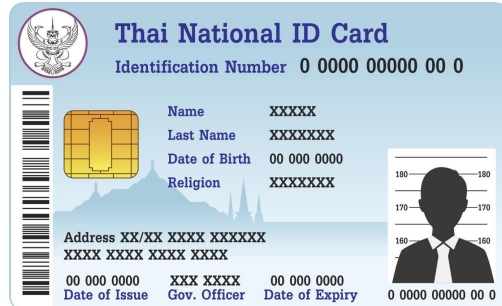 Thai National ID Card
Identification Number 0 0000 00000 00 0
Name XXXXX
Last Name XXXXXXX
Date of Birth 00 000 0000
Religion XXXXXXX
180 180
170 170
160 160
Address XX/XX XXXX XXXXXX
XXXX XXXX XXXX XXXX
00 000 0000 XXX XXXX 00 000 0000
Date of Issue Gov. Officer Date of Expiry
0 0000 00000 00 0